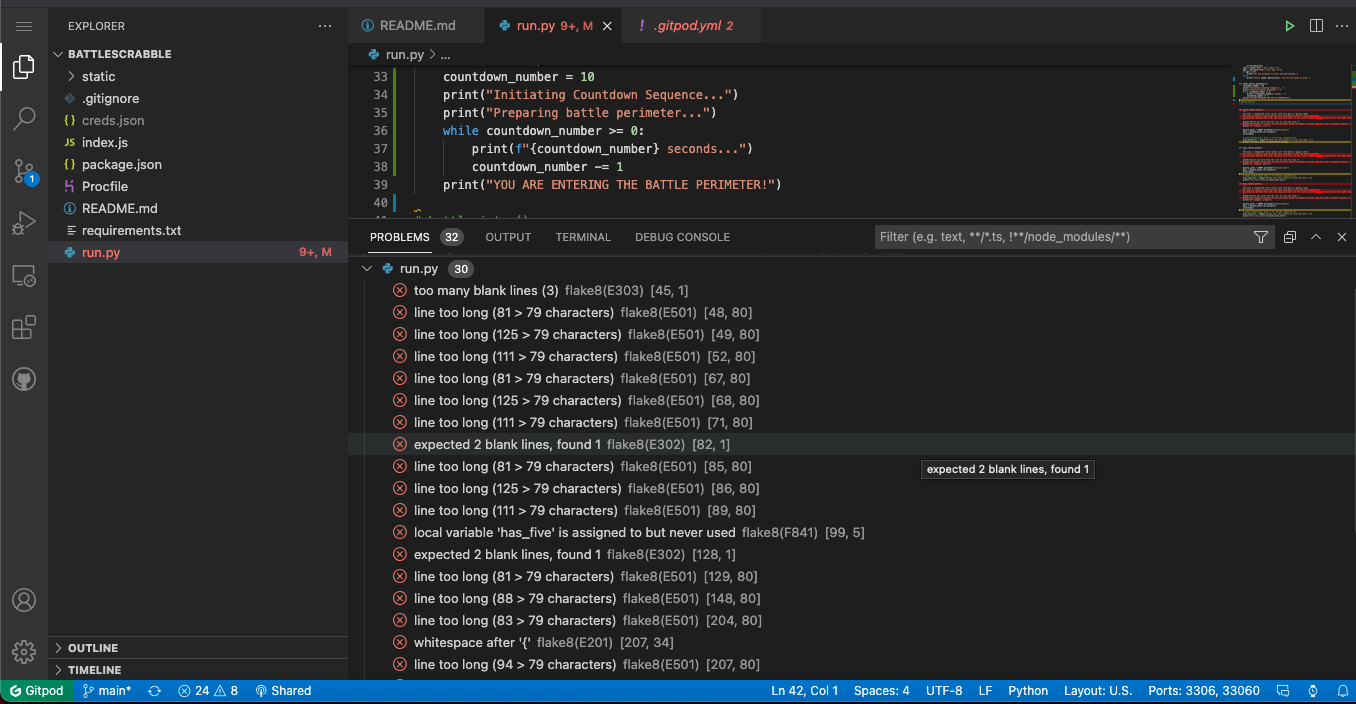 EXPLORER
README.md
run.py 9+, M
! .gitpod.yml 2
BATTLESCRABBLE
static
.gitignore
{} creds.json
JS index.js
{} package.json
Procfile
README.md
requirements.txt
run.py 9+, M
run.py > ...
33 countdown_number = 10
34 print("Initiating Countdown Sequence...")
35 print("Preparing battle perimeter...")
36 while countdown_number >= 0:
37 print(f"{countdown_number} seconds...")
38 countdown_number -= 1
39 print("YOU ARE ENTERING THE BATTLE PERIMETER!")
40
PROBLEMS 32 OUTPUT TERMINAL DEBUG CONSOLE
Filter (e.g. text, **/*.ts, !**/node_modules/**)
run.py 30
too many blank lines (3) flake8(E303) [45, 1]
line too long (81 > 79 characters) flake8(E501) [48, 80]
line too long (125 > 79 characters) flake8(E501) [49, 80]
line too long (111 > 79 characters) flake8(E501) [52, 80]
line too long (81 > 79 characters) flake8(E501) [67, 80]
line too long (125 > 79 characters) flake8(E501) [68, 80]
line too long (111 > 79 characters) flake8(E501) [71, 80]
expected 2 blank lines, found 1 flake8(E302) [82, 1]
line too long (81 > 79 characters) flake8(E501) [85, 80]
expected 2 blank lines, found 1
line too long (125 > 79 characters) flake8(E501) [86, 80]
line too long (111 > 79 characters) flake8(E501) [89, 80]
local variable 'has_five' is assigned to but never used flake8(F841) [99, 5]
expected 2 blank lines, found 1 flake8(E302) [128, 1]
line too long (81 > 79 characters) flake8(E501) [129, 80]
line too long (88 > 79 characters) flake8(E501) [148, 80]
line too long (83 > 79 characters) flake8(E501) [204, 80]
whitespace after '{' flake8(E201) [207, 34]
line too long (94 > 79 characters) flake8(E501) [207, 80]
1
OUTLINE
TIMELINE
Gitpod main* 24 8 Shared
Ln 42, Col 1 Spaces: 4 UTF-8 LF Python Layout: U.S. Ports: 3306, 33060